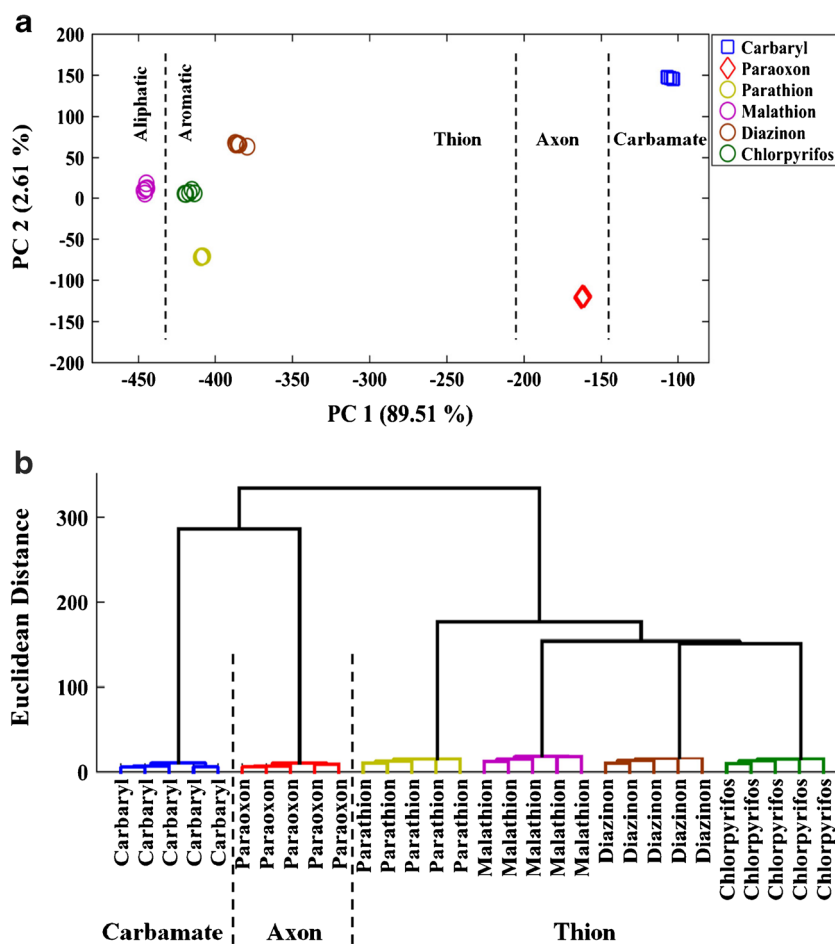 a
200
150
100
50
0
-50
-100
-150
-200
PC 2 (2.61 %)
Aliphatic
Aromatic
Thion
Axon
Carbamate
Carbaryl
Paraoxon
Parathion
Malathion
Diazinon
Chlorpyrifos
-450
-400
-350
-300
-250
-200
-150
-100
PC 1 (89.51 %)
b
300
200
100
0
Euclidean Distance
Carbaryl
Carbaryl
Carbaryl
Carbaryl
Carbaryl
Paraoxon
Paraoxon
Paraoxon
Paraoxon
Paraoxon
Parathion
Parathion
Parathion
Parathion
Parathion
Malathion
Malathion
Malathion
Malathion
Malathion
Diazinon
Diazinon
Diazinon
Diazinon
Diazinon
Chlorpyrifos
Chlorpyrifos
Chlorpyrifos
Chlorpyrifos
Chlorpyrifos
Carbamate
Axon
Thion